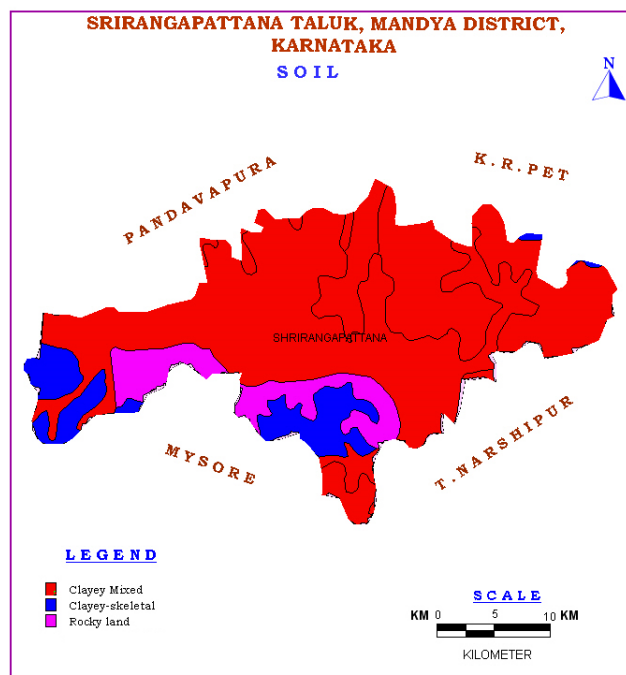 SRIRANGAPATTANA TALUK, MANDYA DISTRICT,
KARNATAKA
SOIL
N
PANDAVAPURA
K.R.PET
SHRIRANGAPATTANA
MYSORE
T.NARSHIPUR
LEGEND
Clayey Mixed
Clayey-skeletal
Rocky land
SCALE
KM 0 5 10 KM
KILOMETER